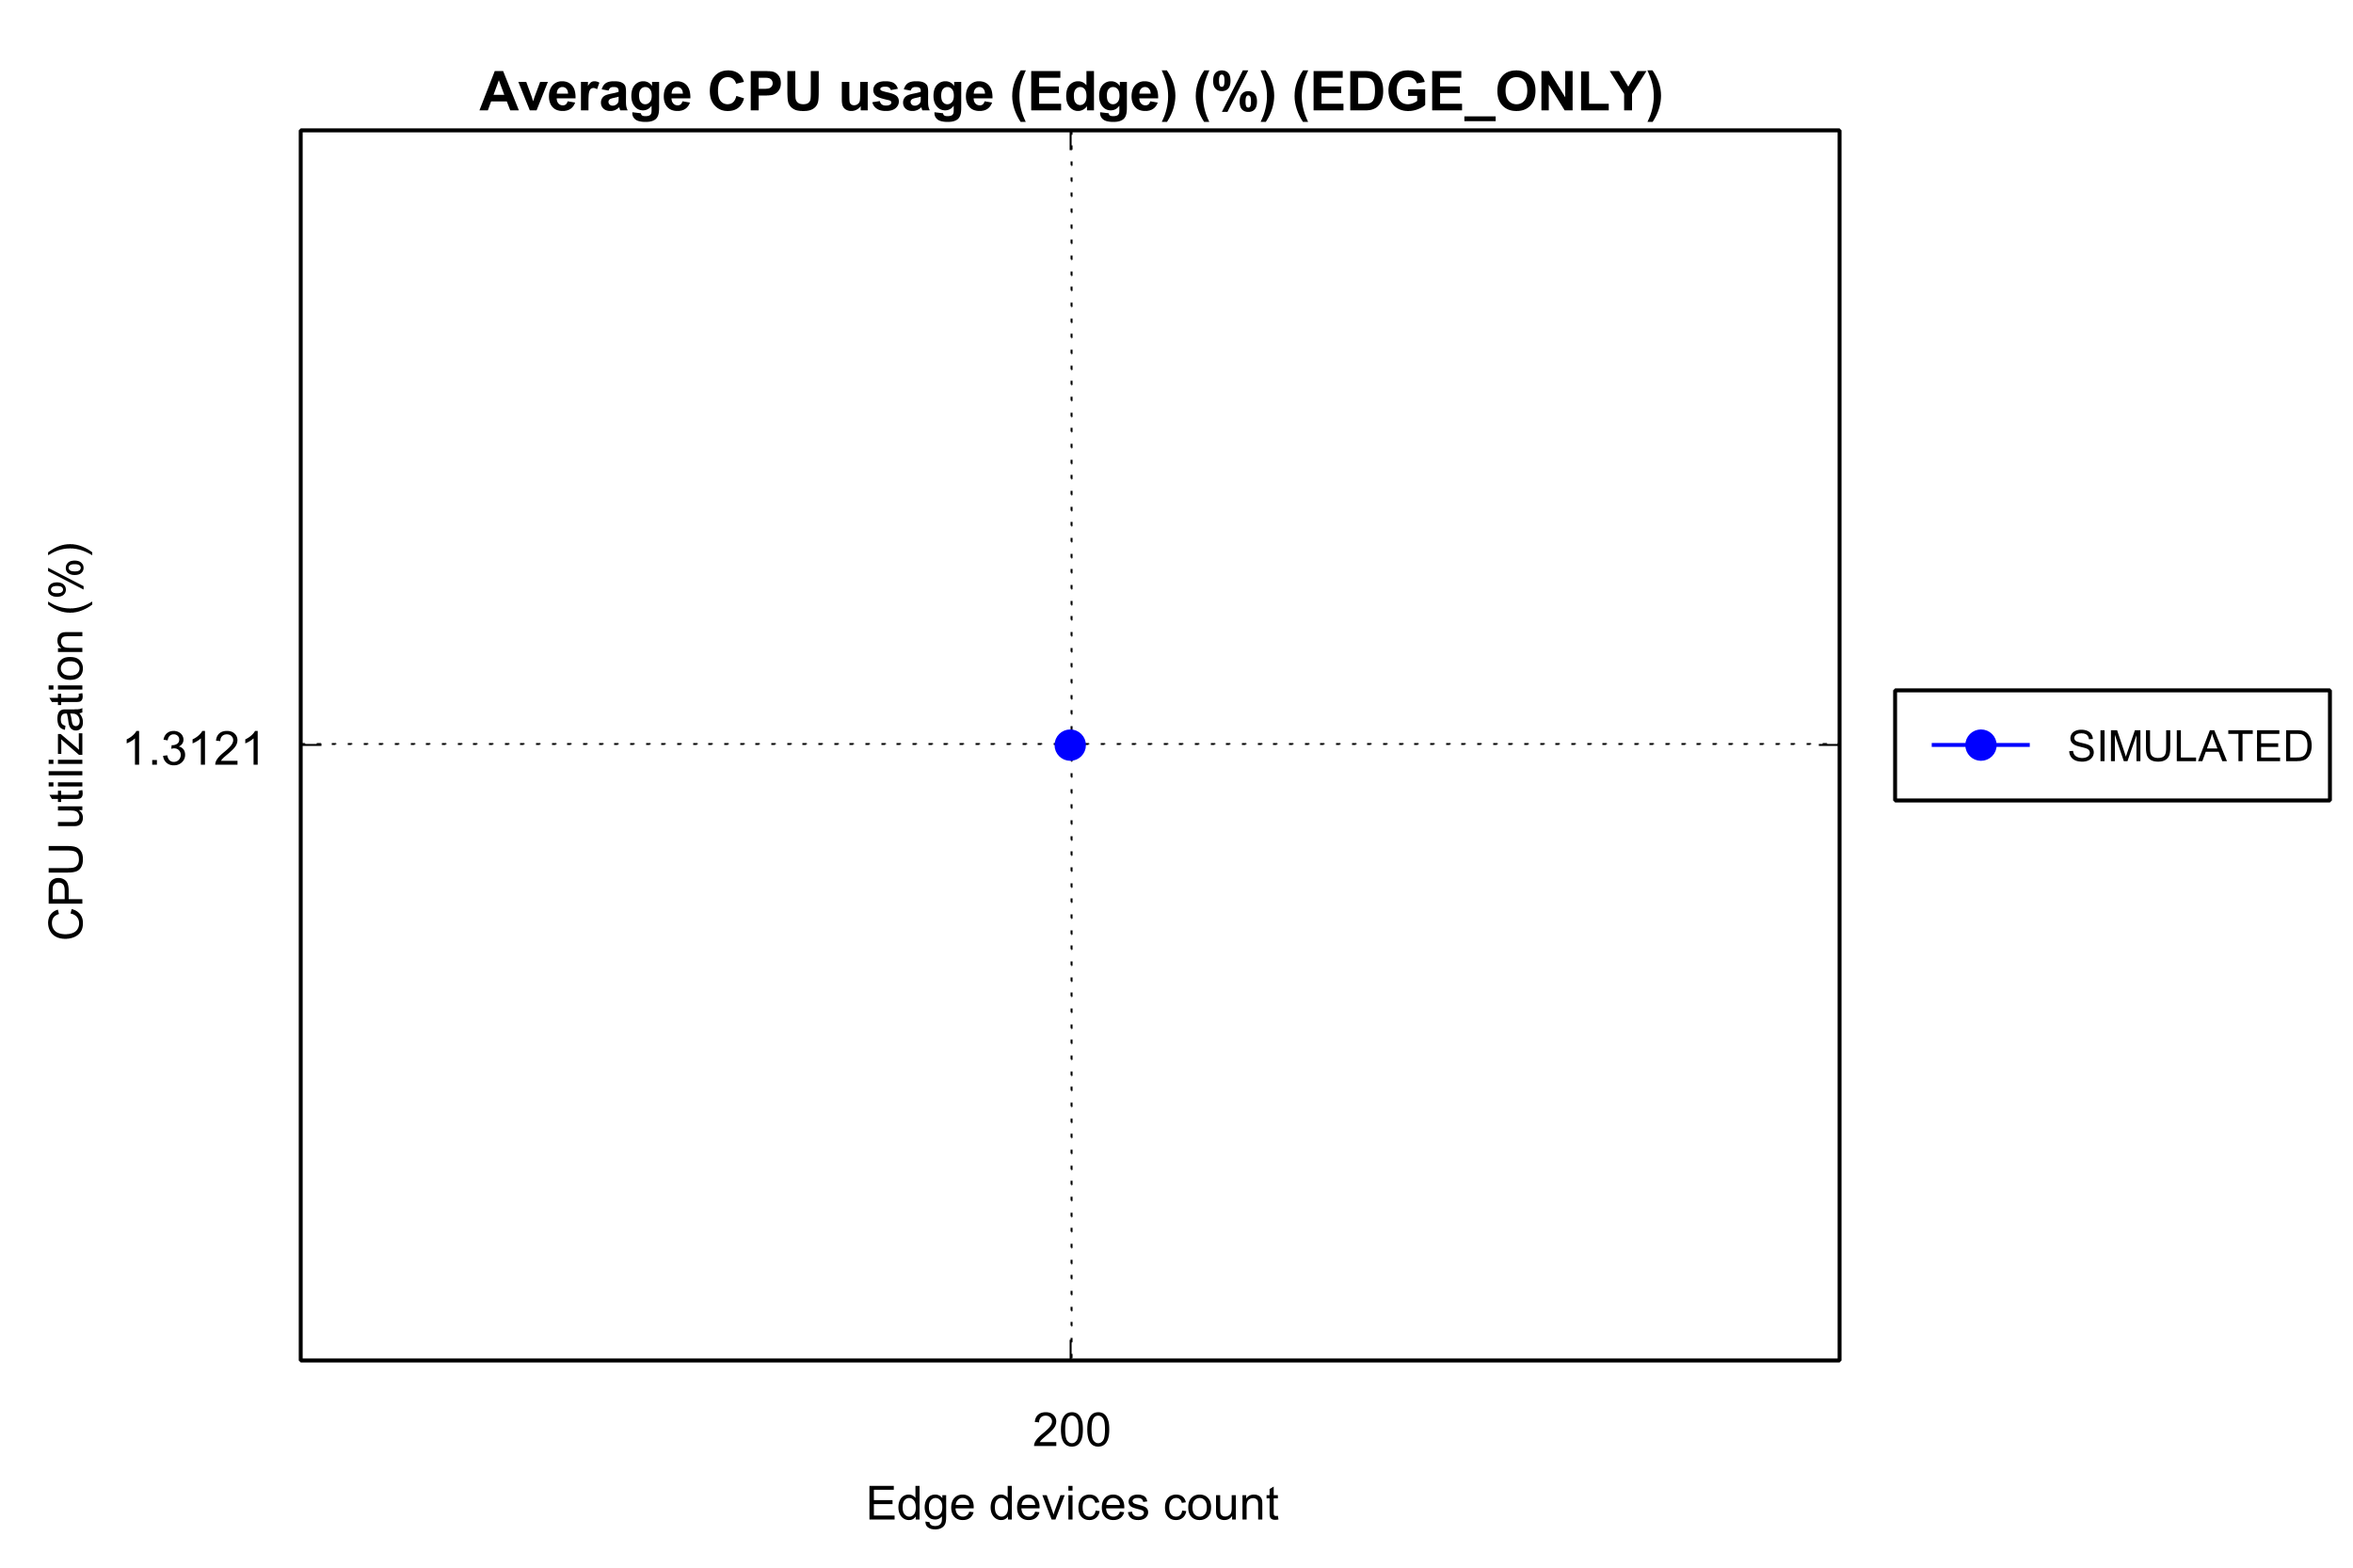 Average CPU usage (Edge) (%) (EDGE_ONLY)
CPU utilization (%)
1.3121
SIMULATED
200
Edge devices count